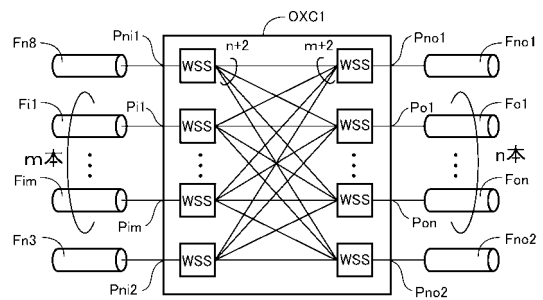 OXC1
Fn8 Pni1 WSS n+2 m+2 WSS Pno1 Fno1
Fi1 Pi1 WSS WSS Po1 Fo1
m本 n本
Fim Pim WSS WSS Pon Fon
Fn3 Pni2 WSS WSS Pno2 Fno2